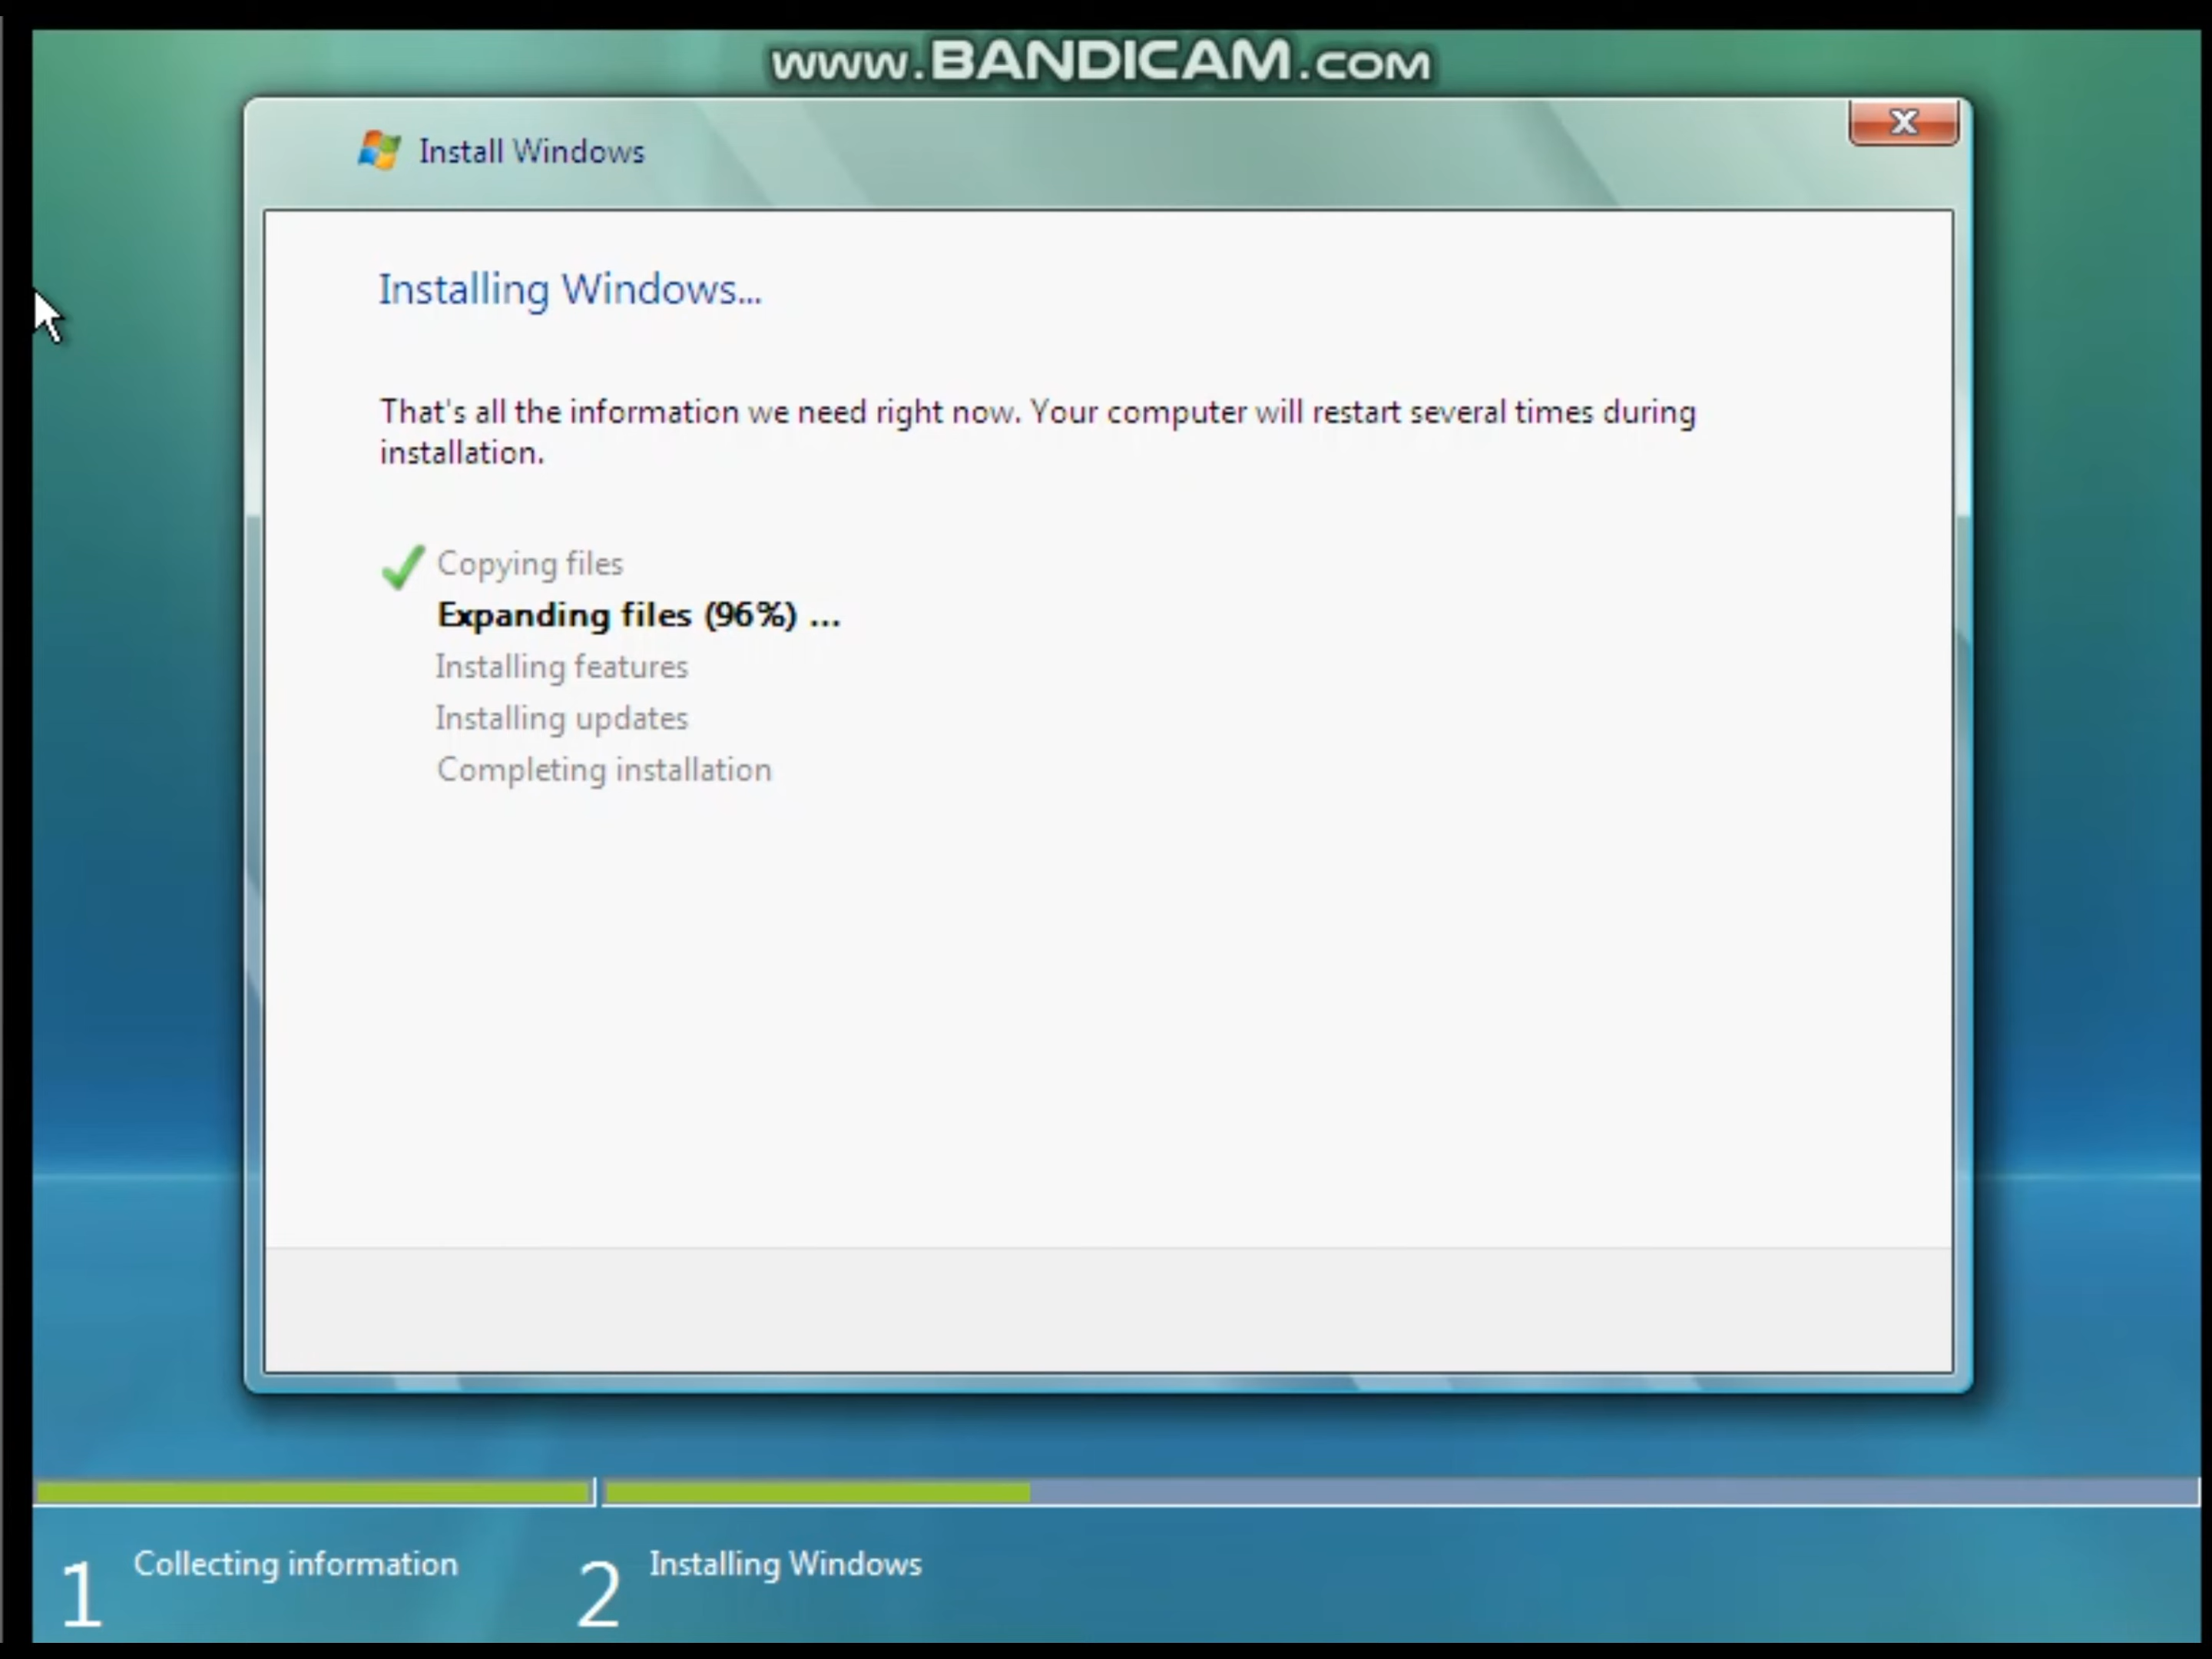 www.BANDICAM.com
Install Windows
Installing Windows...
That's all the information we need right now. Your computer will restart several times during
installation.
Copying files
Expanding files (96%) ...
Installing features
Installing updates
Completing installation
1 Collecting information 2 Installing Windows